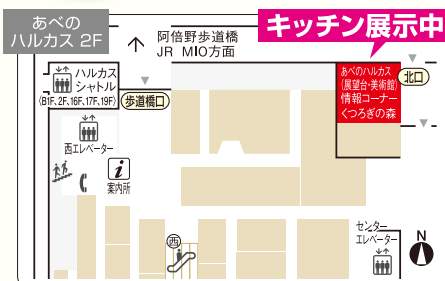 あべの
ハルカス 2F
阿倍野歩道橋
JR MIO方面
キッチン展示中
ハルカス
シャトル
(B1F、2F、16F、17F、19F)
歩道橋口
あべのハルカス
(展望台・美術館)
情報コーナー
くつろぎの森
北口
西エレベーター
i
案内所
西
センター
エレベーター
N